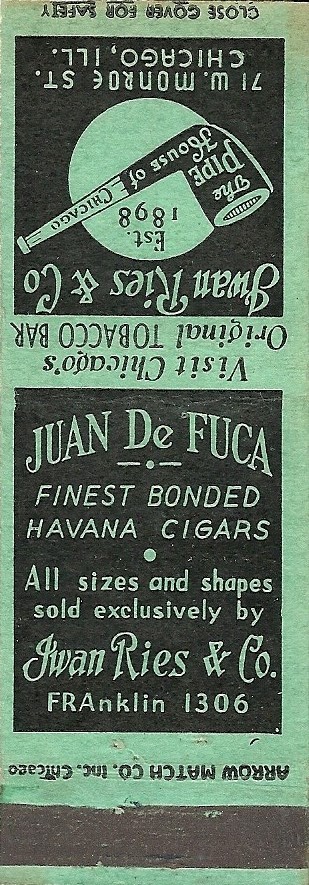 CLOSE COVER FOR SAFETY
Iwan Ries & Co
Est.
1898
The
PIPE
House of
CHICAGO
71 W. MONROE ST.
CHICAGO, ILL.
Visit Chicago's
Original TOBACCO BAR
JUAN De FUCA
FINEST BONDED
HAVANA CIGARS
All sizes and shapes
sold exclusively by
Iwan Ries & Co.
FRAnklin 1306
ARROW MATCH CO. Inc. Chicago